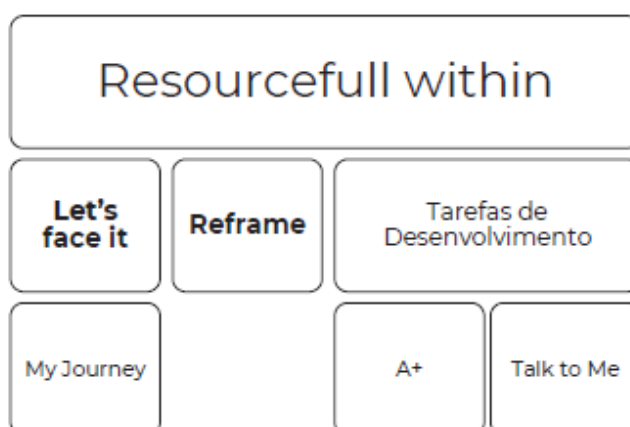 Resourcefull within
Let's
face it
Reframe
Tarefas de
Desenvolvimento
My Journey
A+
Talk to Me